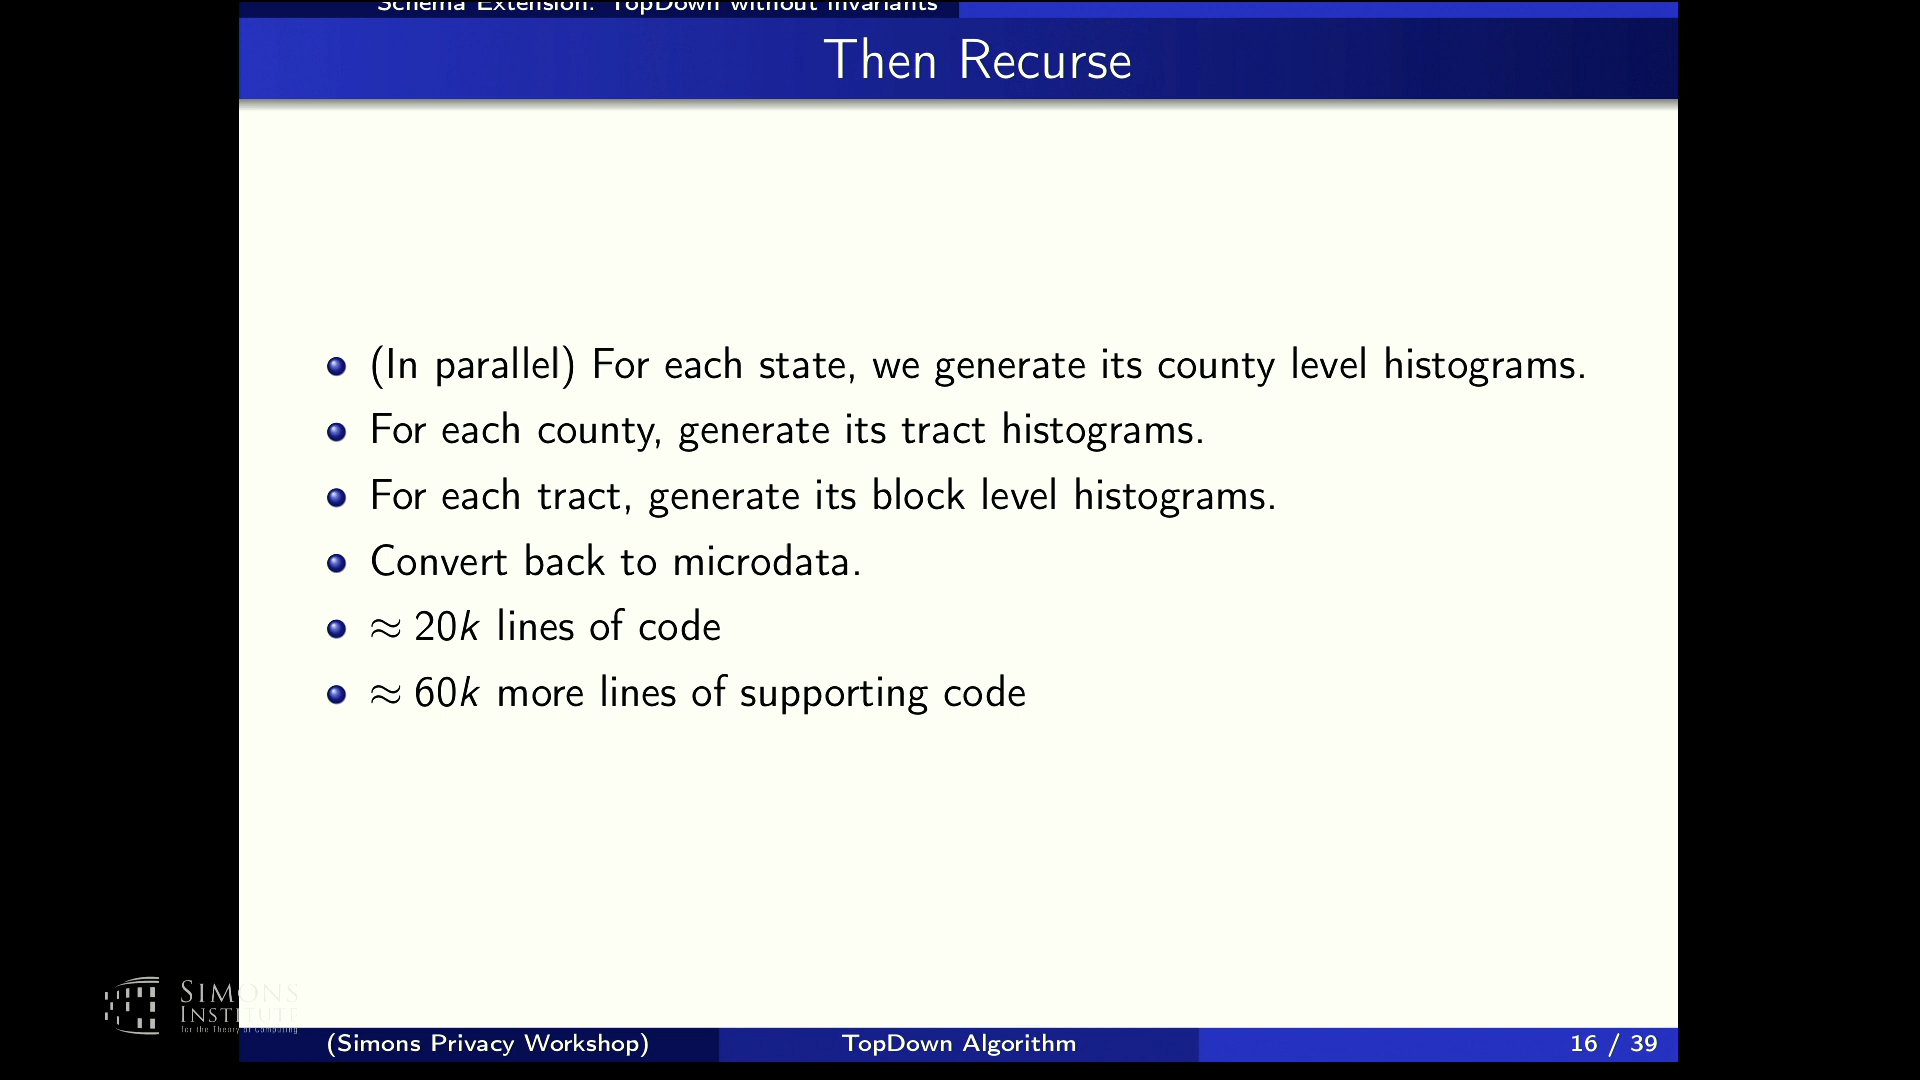 Schema Extension: TopDown without Invariants
Then Recurse
(In parallel) For each state, we generate its county level histograms.
For each county, generate its tract histograms.
For each tract, generate its block level histograms.
Convert back to microdata.
≈ 20k lines of code
≈ 60k more lines of supporting code
SIMONS
INSTITUTE
for the Theory of Computing
(Simons Privacy Workshop)
TopDown Algorithm
16 / 39